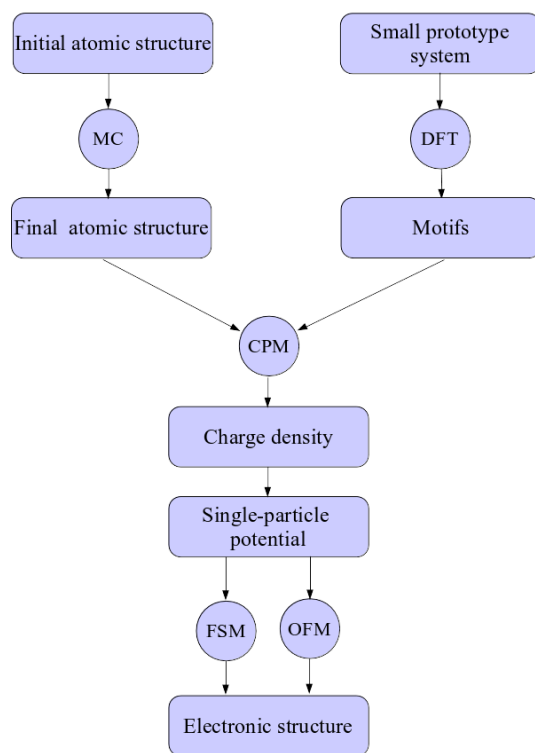 Initial atomic structure
Small prototype
system
MC
DFT
Final atomic structure
Motifs
CPM
Charge density
Single-particle
potential
FSM
OFM
Electronic structure